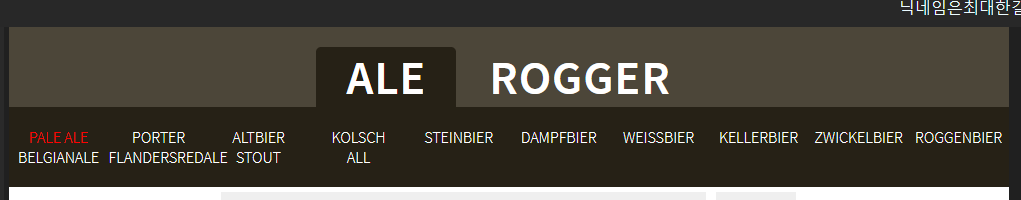 닉네임은최대한길
ALE ROGGER
PALE ALE PORTER ALTBIER KOLSCH STEINBIER DAMPFBIER WEISSBIER KELLERBIER ZWICKELBIER ROGGENBIER
BELGIANALE FLANDERSREDALE STOUT ALL